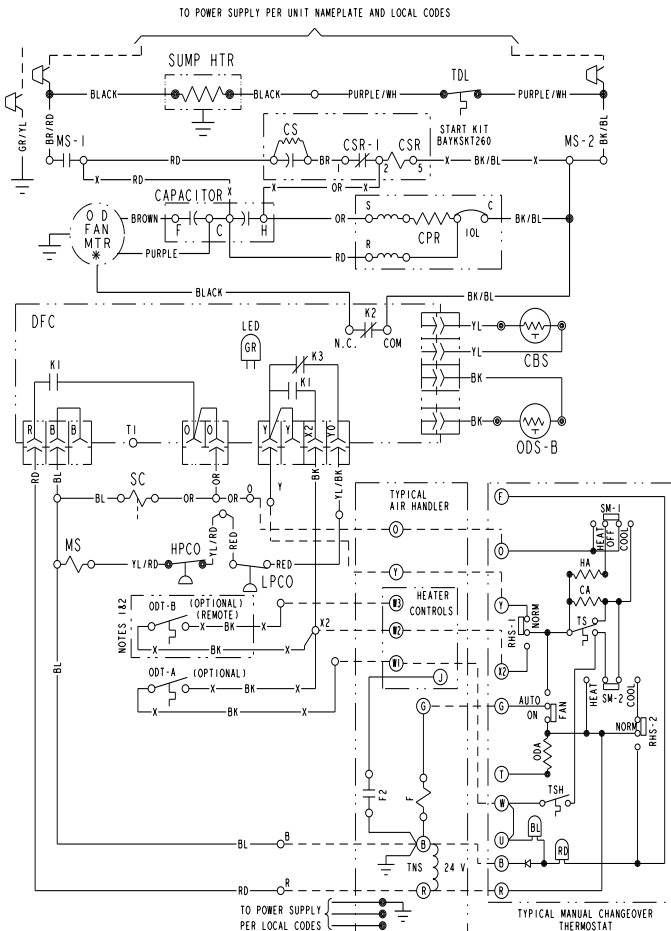 TO POWER SUPPLY PER UNIT NAMEPLATE AND LOCAL CODES
SUMP HTR
TDL
BLACK
BLACK
PURPLE/WH
PURPLE/WH
GR/YL
BR/RD
BK/BL
MS-1
CS
START KIT
BAYKSKT260
MS-2
CSR-1
CSR
RD
BR
1
2
5
X
BK/BL
X
X
RD
X
X
OR
X
CAPACITOR
O D
FAN
MTR
*
BROWN
F
C
H
OR
S
C
BK/BL
CPR
IOL
PURPLE
RD
R
BLACK
BK/BL
DFC
LED
GR
K2
N.C.
COM
YL
YL
CBS
BK
BK
ODS-B
K1
K3
K1
R
B
B
T1
O
O
Y
Y
X2
YO
RD
BL
OR
BK
YL/BK
SC
BL
OR
OR
O
Y
TYPICAL
AIR HANDLER
F
SM-1
HEAT
OFF
COOL
O
O
MS
YL/RD
HPCO
YL/RD
RED
RED
LPCO
Y
HA
CA
HEATER
CONTROLS
NOTES 1&2
ODT-B
(OPTIONAL)
(REMOTE)
X
BK
X
X
BK
X
X2
W3
W2
Y
RHS-1
NORM
TS
ODT-A
(OPTIONAL)
X
BK
X
X
BK
X
W1
X2
J
HEAT
SM-2
COOL
BL
G
G
AUTO
ON
FAN
NORM
RHS-2
ODA
T
F2
F
W
TSH
BL
RD
U
BL
B
B
B
TNS
24 V
RD
R
R
R
TO POWER SUPPLY
PER LOCAL CODES
TYPICAL MANUAL CHANGEOVER
THERMOSTAT